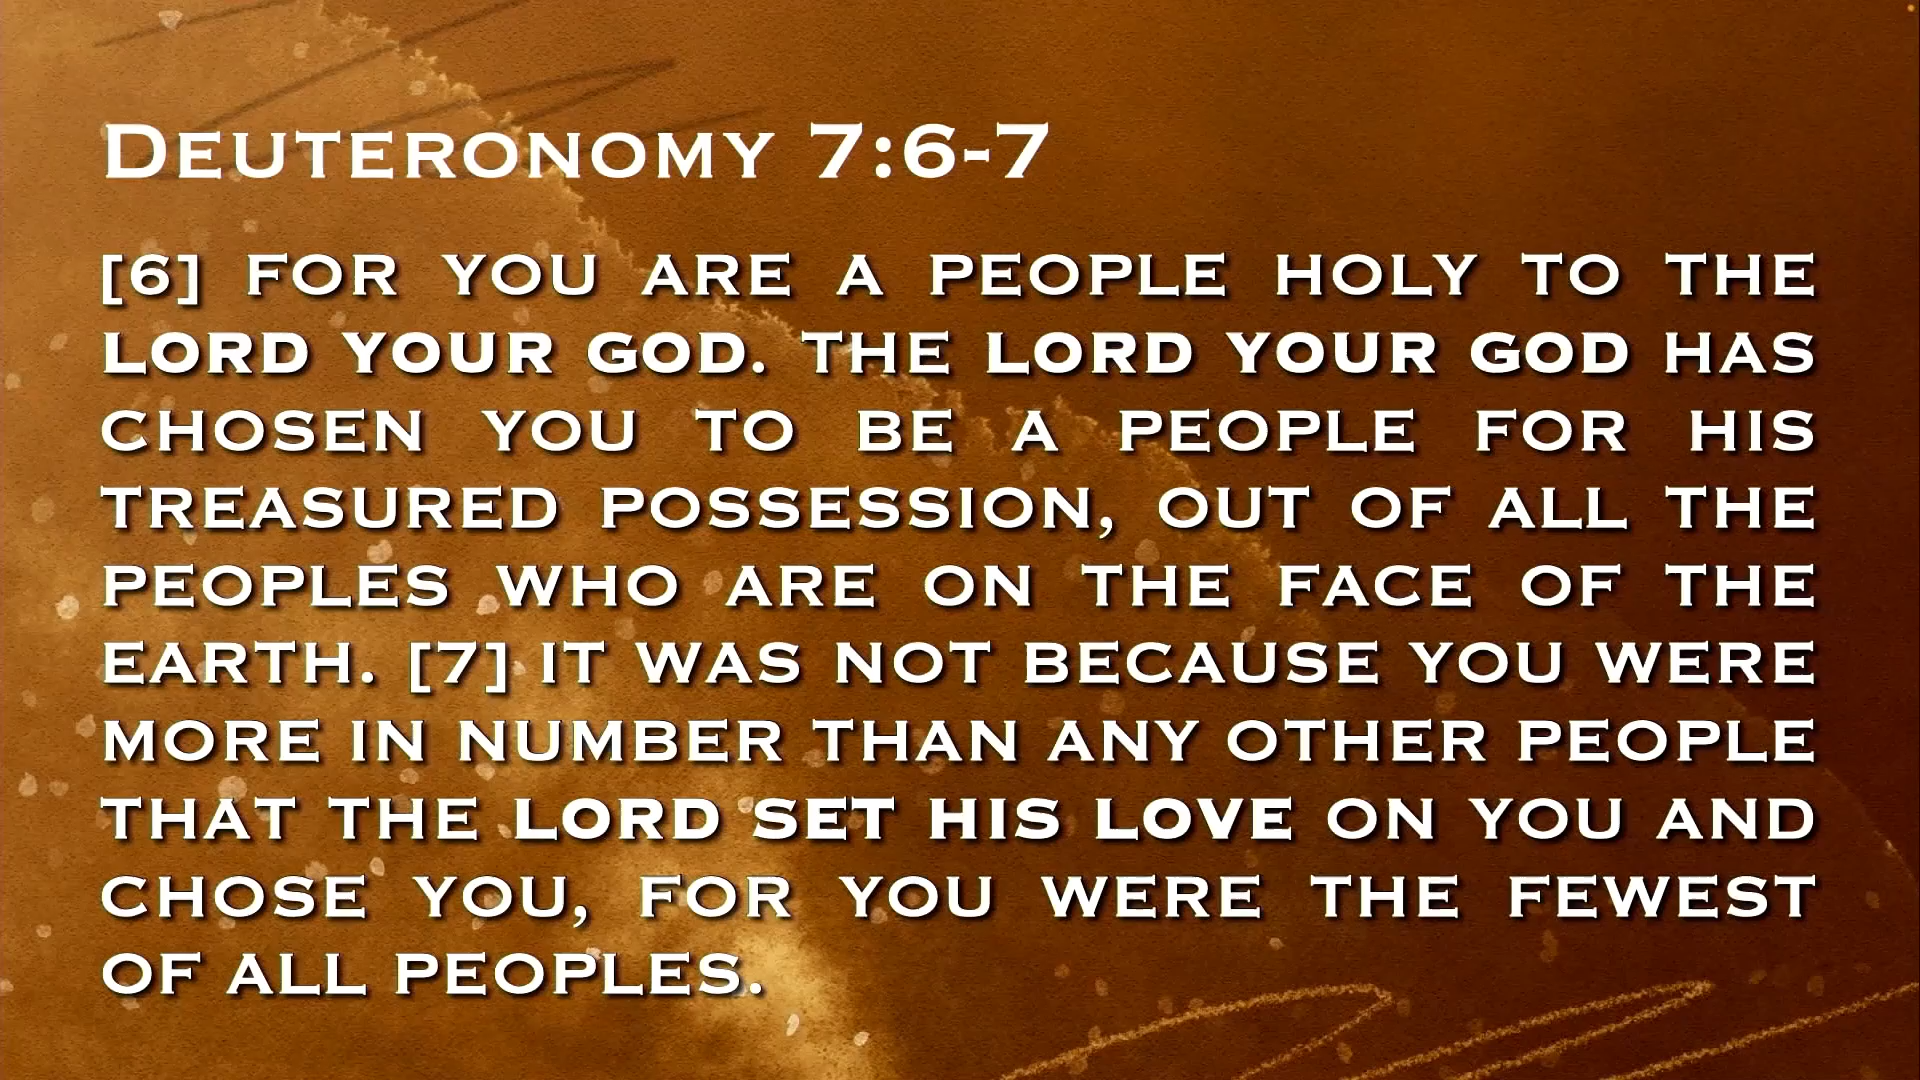 DEUTERONOMY 7:6-7
[6] FOR YOU ARE A PEOPLE HOLY TO THE
LORD YOUR GOD. THE LORD YOUR GOD HAS
CHOSEN YOU TO BE A PEOPLE FOR HIS
TREASURED POSSESSION, OUT OF ALL THE
PEOPLES WHO ARE ON THE FACE OF THE
EARTH. [7] IT WAS NOT BECAUSE YOU WERE
MORE IN NUMBER THAN ANY OTHER PEOPLE
THAT THE LORD SET HIS LOVE ON YOU AND
CHOSE YOU, FOR YOU WERE THE FEWEST
OF ALL PEOPLES.